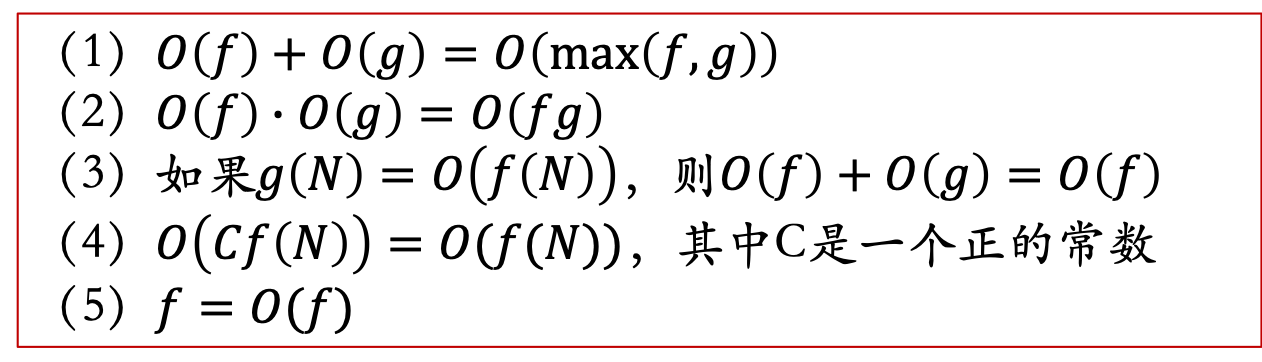 (1) O(f) + O(g) = O(max(f, g))
(2) O(f) · O(g) = O(fg)
(3) 如果g(N) = O(f(N))，则O(f) + O(g) = O(f)
(4) O(Cf(N)) = O(f(N))，其中C是一个正的常数
(5) f = O(f)